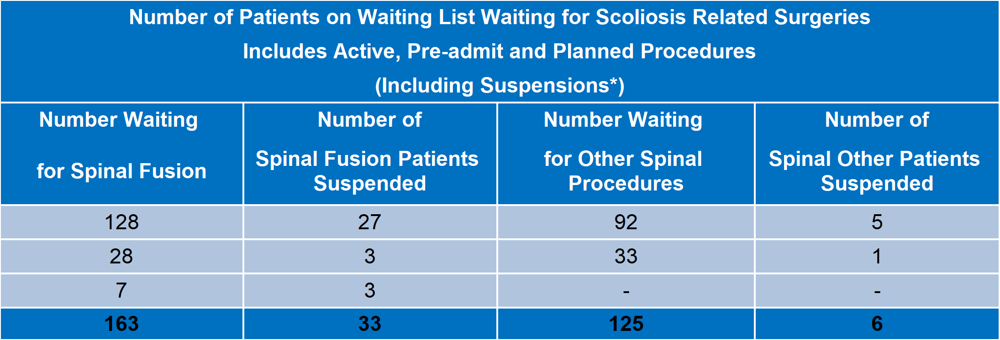 Number of Patients on Waiting List Waiting for Scoliosis Related Surgeries
Includes Active, Pre-admit and Planned Procedures
(Including Suspensions*)
Number Waiting
for Spinal Fusion
Number of
Spinal Fusion Patients
Suspended
Number Waiting
for Other Spinal
Procedures
Number of
Spinal Other Patients
Suspended
128 27 92 5
28 3 33 1
7 3 - -
163 33 125 6